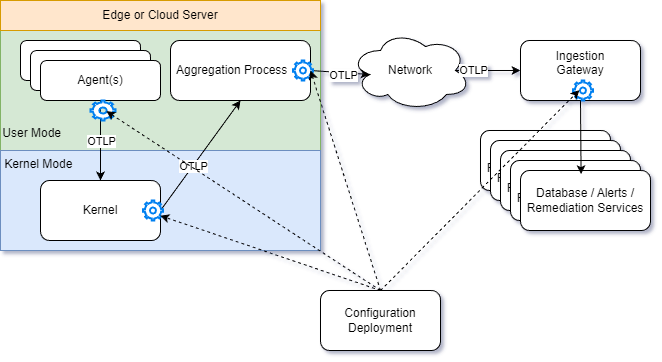 Edge or Cloud Server
Agent(s)
Aggregation Process
OTLP
Network
OTLP
Ingestion
Gateway
User Mode
OTLP
Kernel Mode
OTLP
Kernel
Database / Alerts /
Remediation Services
Configuration
Deployment